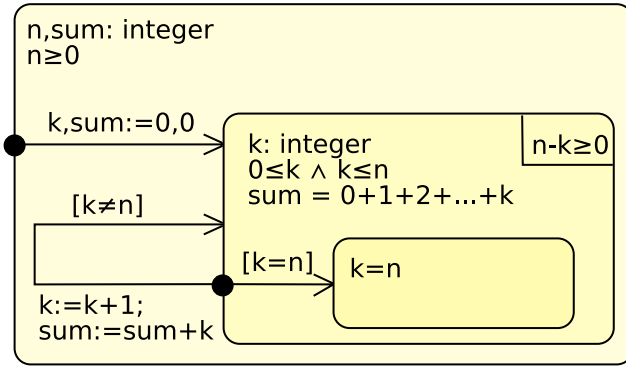 n,sum: integer
n≥0
k,sum:=0,0
k: integer
n-k≥0
0≤k ∧ k≤n
sum = 0+1+2+...+k
[k≠n]
[k=n]
k=n
k:=k+1;
sum:=sum+k